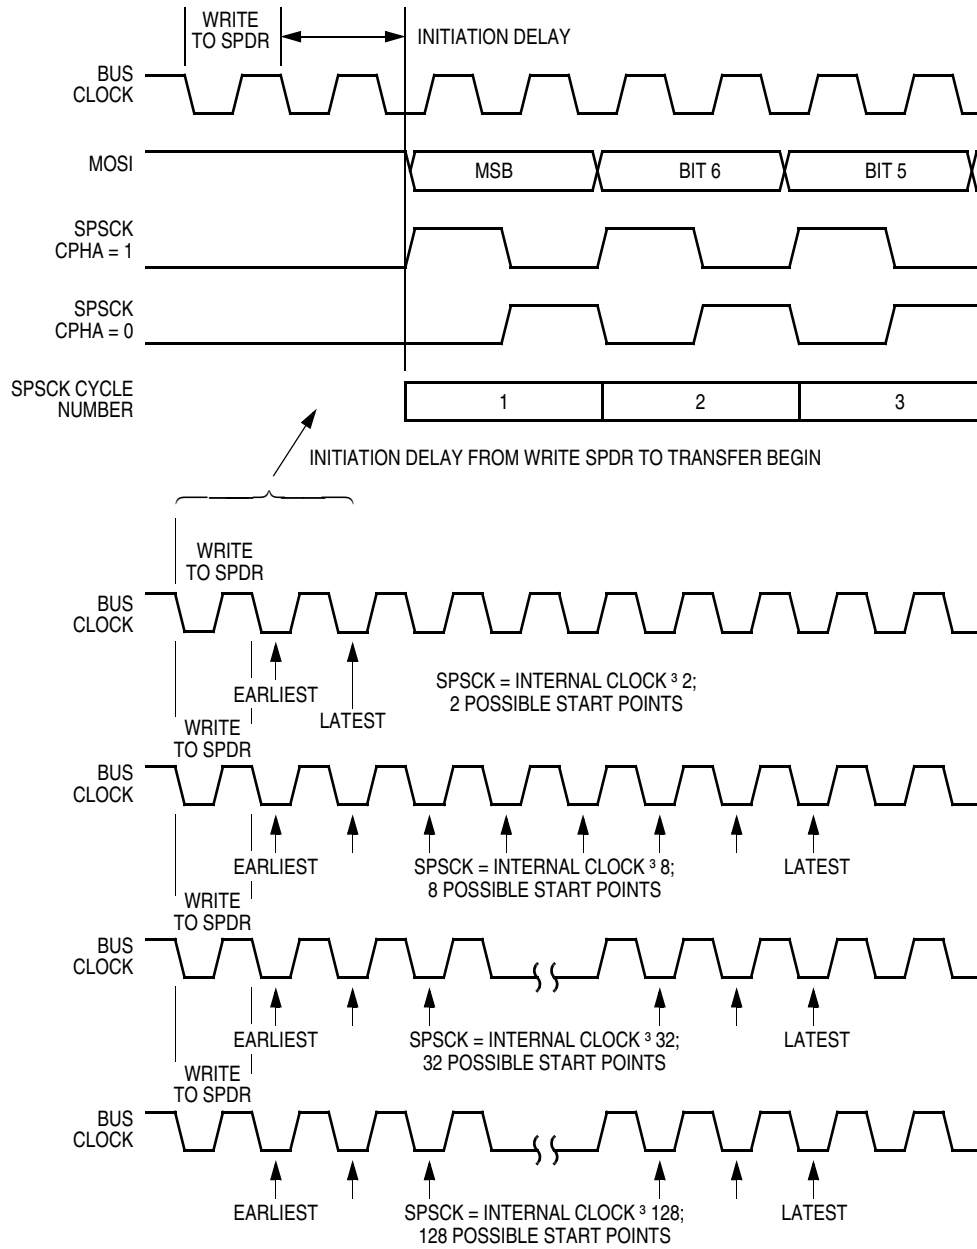 WRITE
TO SPDR
INITIATION DELAY
BUS
CLOCK
MOSI
MSB
BIT 6
BIT 5
SPSCK
CPHA = 1
SPSCK
CPHA = 0
SPSCK CYCLE
NUMBER
1
2
3
INITIATION DELAY FROM WRITE SPDR TO TRANSFER BEGIN
WRITE
TO SPDR
BUS
CLOCK
EARLIEST
LATEST
SPSCK = INTERNAL CLOCK ³ 2;
2 POSSIBLE START POINTS
WRITE
TO SPDR
BUS
CLOCK
EARLIEST
SPSCK = INTERNAL CLOCK ³ 8;
8 POSSIBLE START POINTS
LATEST
WRITE
TO SPDR
BUS
CLOCK
EARLIEST
SPSCK = INTERNAL CLOCK ³ 32;
32 POSSIBLE START POINTS
LATEST
WRITE
TO SPDR
BUS
CLOCK
EARLIEST
SPSCK = INTERNAL CLOCK ³ 128;
128 POSSIBLE START POINTS
LATEST